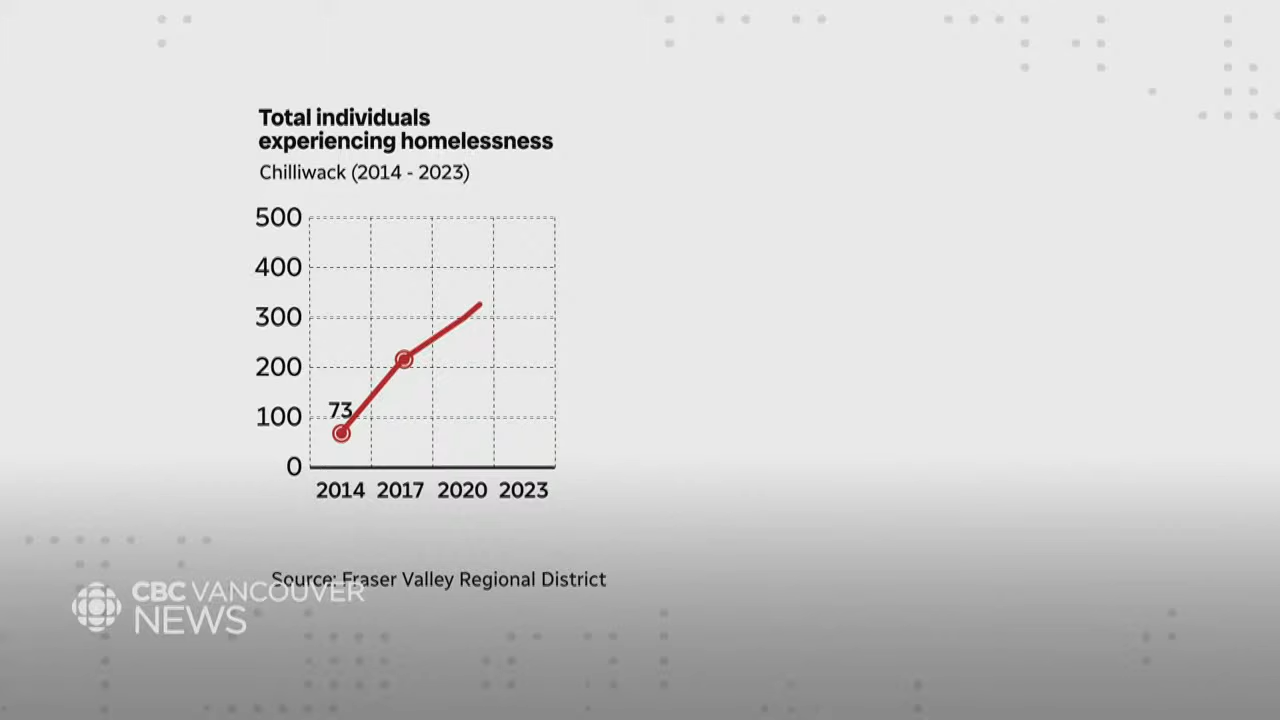 Total individuals
experiencing homelessness
Chilliwack (2014 - 2023)
500
400
300
200
100
0
73
2014 2017 2020 2023
Source: Fraser Valley Regional District
CBC VANCOUVER
NEWS